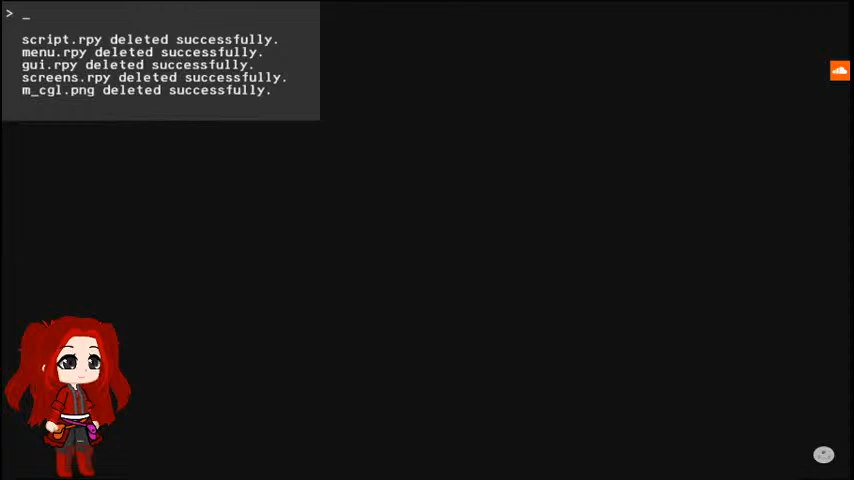 > _
script.rpy deleted successfully.
menu.rpy deleted successfully.
gui.rpy deleted successfully.
screens.rpy deleted successfully.
m_cgl.png deleted successfully.